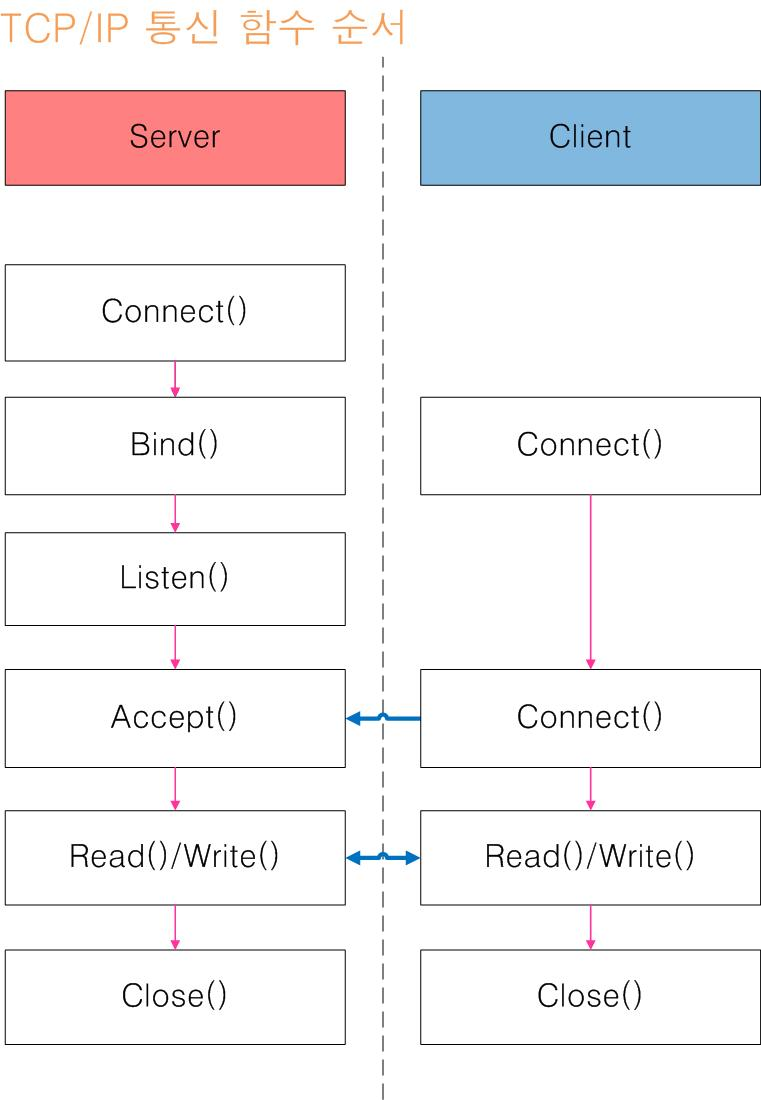 TCP/IP 통신 함수 순서
Server
Client
Connect()
Bind()
Connect()
Listen()
Accept()
Connect()
Read()/Write()
Read()/Write()
Close()
Close()